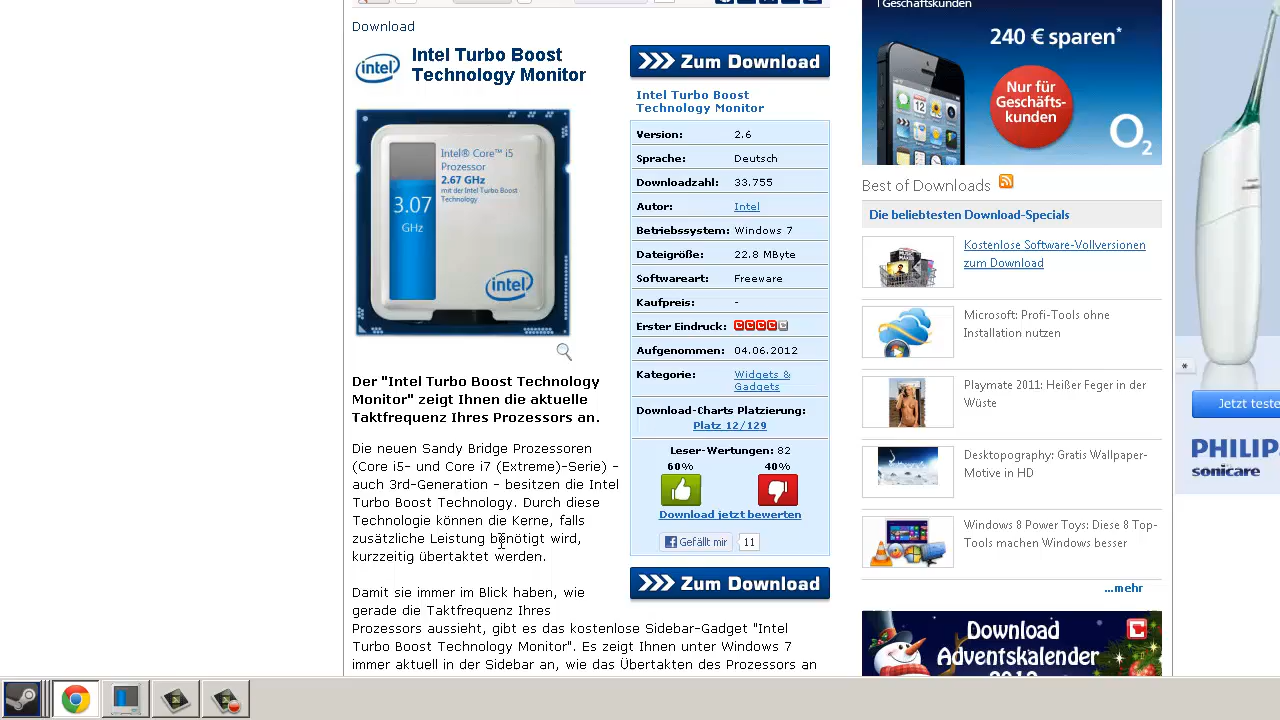 Download
intel
Intel Turbo Boost
Technology Monitor
Intel® Core™ i5
Prozessor
2.67 GHz
mit der Intel Turbo Boost
Technology
3.07
GHz
intel
Der "Intel Turbo Boost Technology
Monitor" zeigt Ihnen die aktuelle
Taktfrequenz Ihres Prozessors an.
Die neuen Sandy Bridge Prozessoren
(Core i5- und Core i7 (Extreme)-Serie) -
auch 3rd-Generation - besitzen die Intel
Turbo Boost Technology. Durch diese
Technologie können die Kerne, falls
zusätzliche Leistung benötigt wird,
kurzzeitig übertaktet werden.
Damit sie immer im Blick haben, wie
gerade die Taktfrequenz Ihres
Prozessors aussieht, gibt es das kostenlose Sidebar-Gadget "Intel
Turbo Boost Technology Monitor". Es zeigt Ihnen unter Windows 7
immer aktuell in der Sidebar an, wie das Übertakten des Prozessors an
Zum Download
Intel Turbo Boost
Technology Monitor
Version: 2.6
Sprache: Deutsch
Downloadzahl: 33.755
Autor: Intel
Betriebssystem: Windows 7
Dateigröße: 22.8 MByte
Softwareart: Freeware
Kaufpreis: -
Erster Eindruck:
Aufgenommen: 04.06.2012
Kategorie: Widgets &
Gadgets
Download-Charts Platzierung:
Platz 12/129
Leser-Wertungen: 82
60% 40%
Download jetzt bewerten
Gefällt mir 11
Zum Download
Geschäftskunden
240 € sparen*
Nur für
Geschäfts-
kunden
O2
Best of Downloads
Die beliebtesten Download-Specials
Kostenlose Software-Vollversionen
zum Download
Microsoft: Profi-Tools ohne
Installation nutzen
Playmate 2011: Heißer Feger in der
Wüste
Desktopography: Gratis Wallpaper-
Motive in HD
Windows 8 Power Toys: Diese 8 Top-
Tools machen Windows besser
...mehr
Download
Adventskalender
Jetzt teste
PHILIP
sonicare